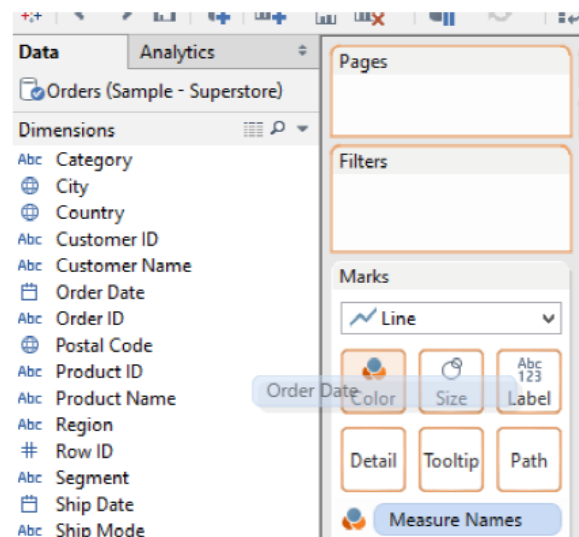 Data
Analytics
Orders (Sample - Superstore)
Dimensions
Abc Category
City
Country
Abc Customer ID
Abc Customer Name
Order Date
Abc Order ID
Postal Code
Abc Product ID
Abc Product Name
Abc Region
# Row ID
Abc Segment
Ship Date
Abc Ship Mode
Pages
Filters
Marks
Line
Color
Size
Abc
123
Label
Order Date
Detail
Tooltip
Path
Measure Names